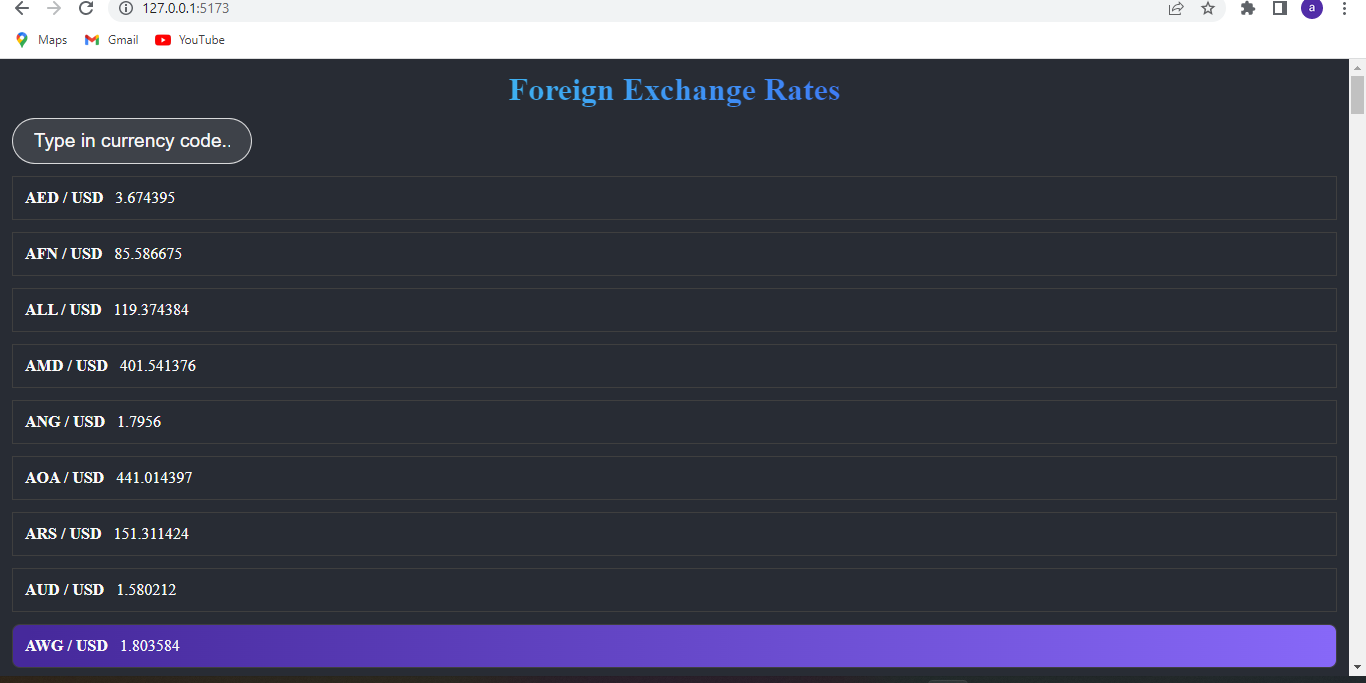 127.0.0.1:5173
a
Maps Gmail YouTube
Foreign Exchange Rates
Type in currency code..
AED / USD 3.674395
AFN / USD 85.586675
ALL / USD 119.374384
AMD / USD 401.541376
ANG / USD 1.7956
AOA / USD 441.014397
ARS / USD 151.311424
AUD / USD 1.580212
AWG / USD 1.803584